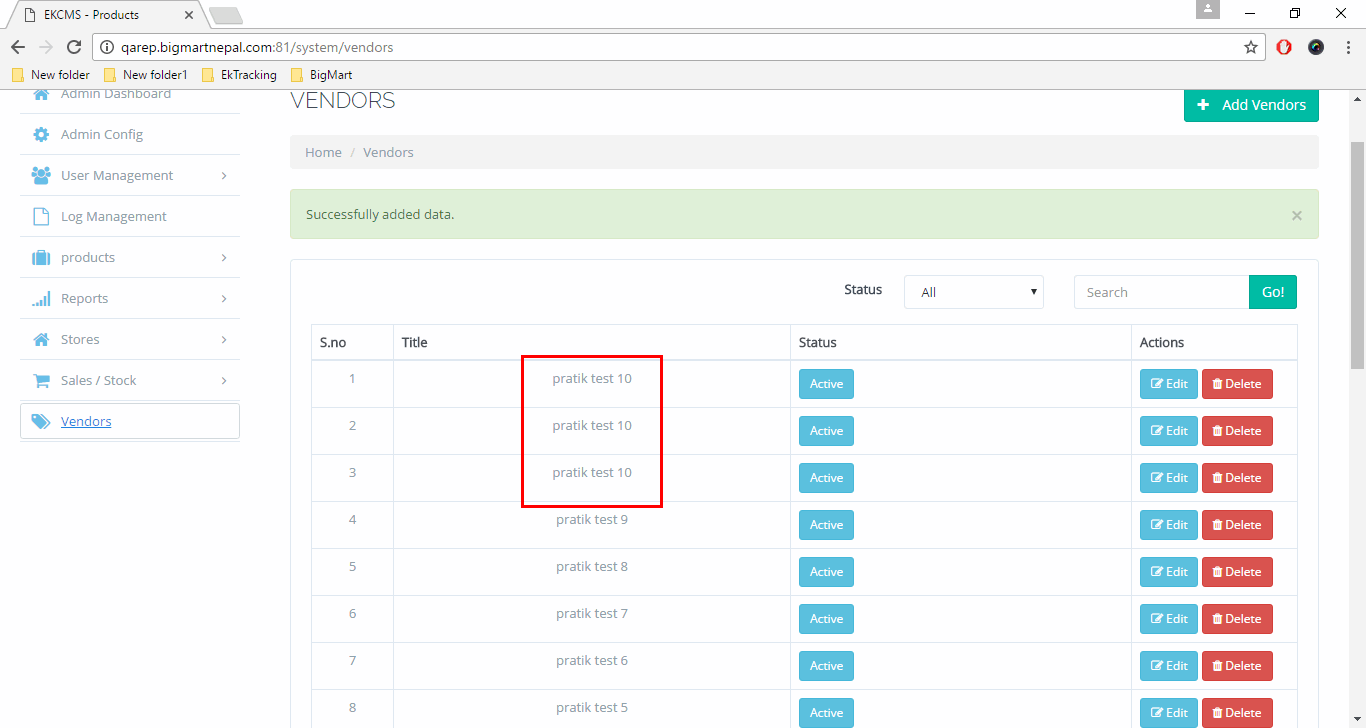 EKCMS - Products
qarep.bigmartnepal.com:81/system/vendors
New folder New folder1 EkTracking BigMart
Admin Dashboard
Admin Config
User Management
Log Management
products
Reports
Stores
Sales / Stock
Vendors
VENDORS
+ Add Vendors
Home / Vendors
Successfully added data. ×
Status All Search Go!
S.no Title Status Actions
1 pratik test 10 Active Edit Delete
2 pratik test 10 Active Edit Delete
3 pratik test 10 Active Edit Delete
4 pratik test 9 Active Edit Delete
5 pratik test 8 Active Edit Delete
6 pratik test 7 Active Edit Delete
7 pratik test 6 Active Edit Delete
8 pratik test 5 Active Edit Delete